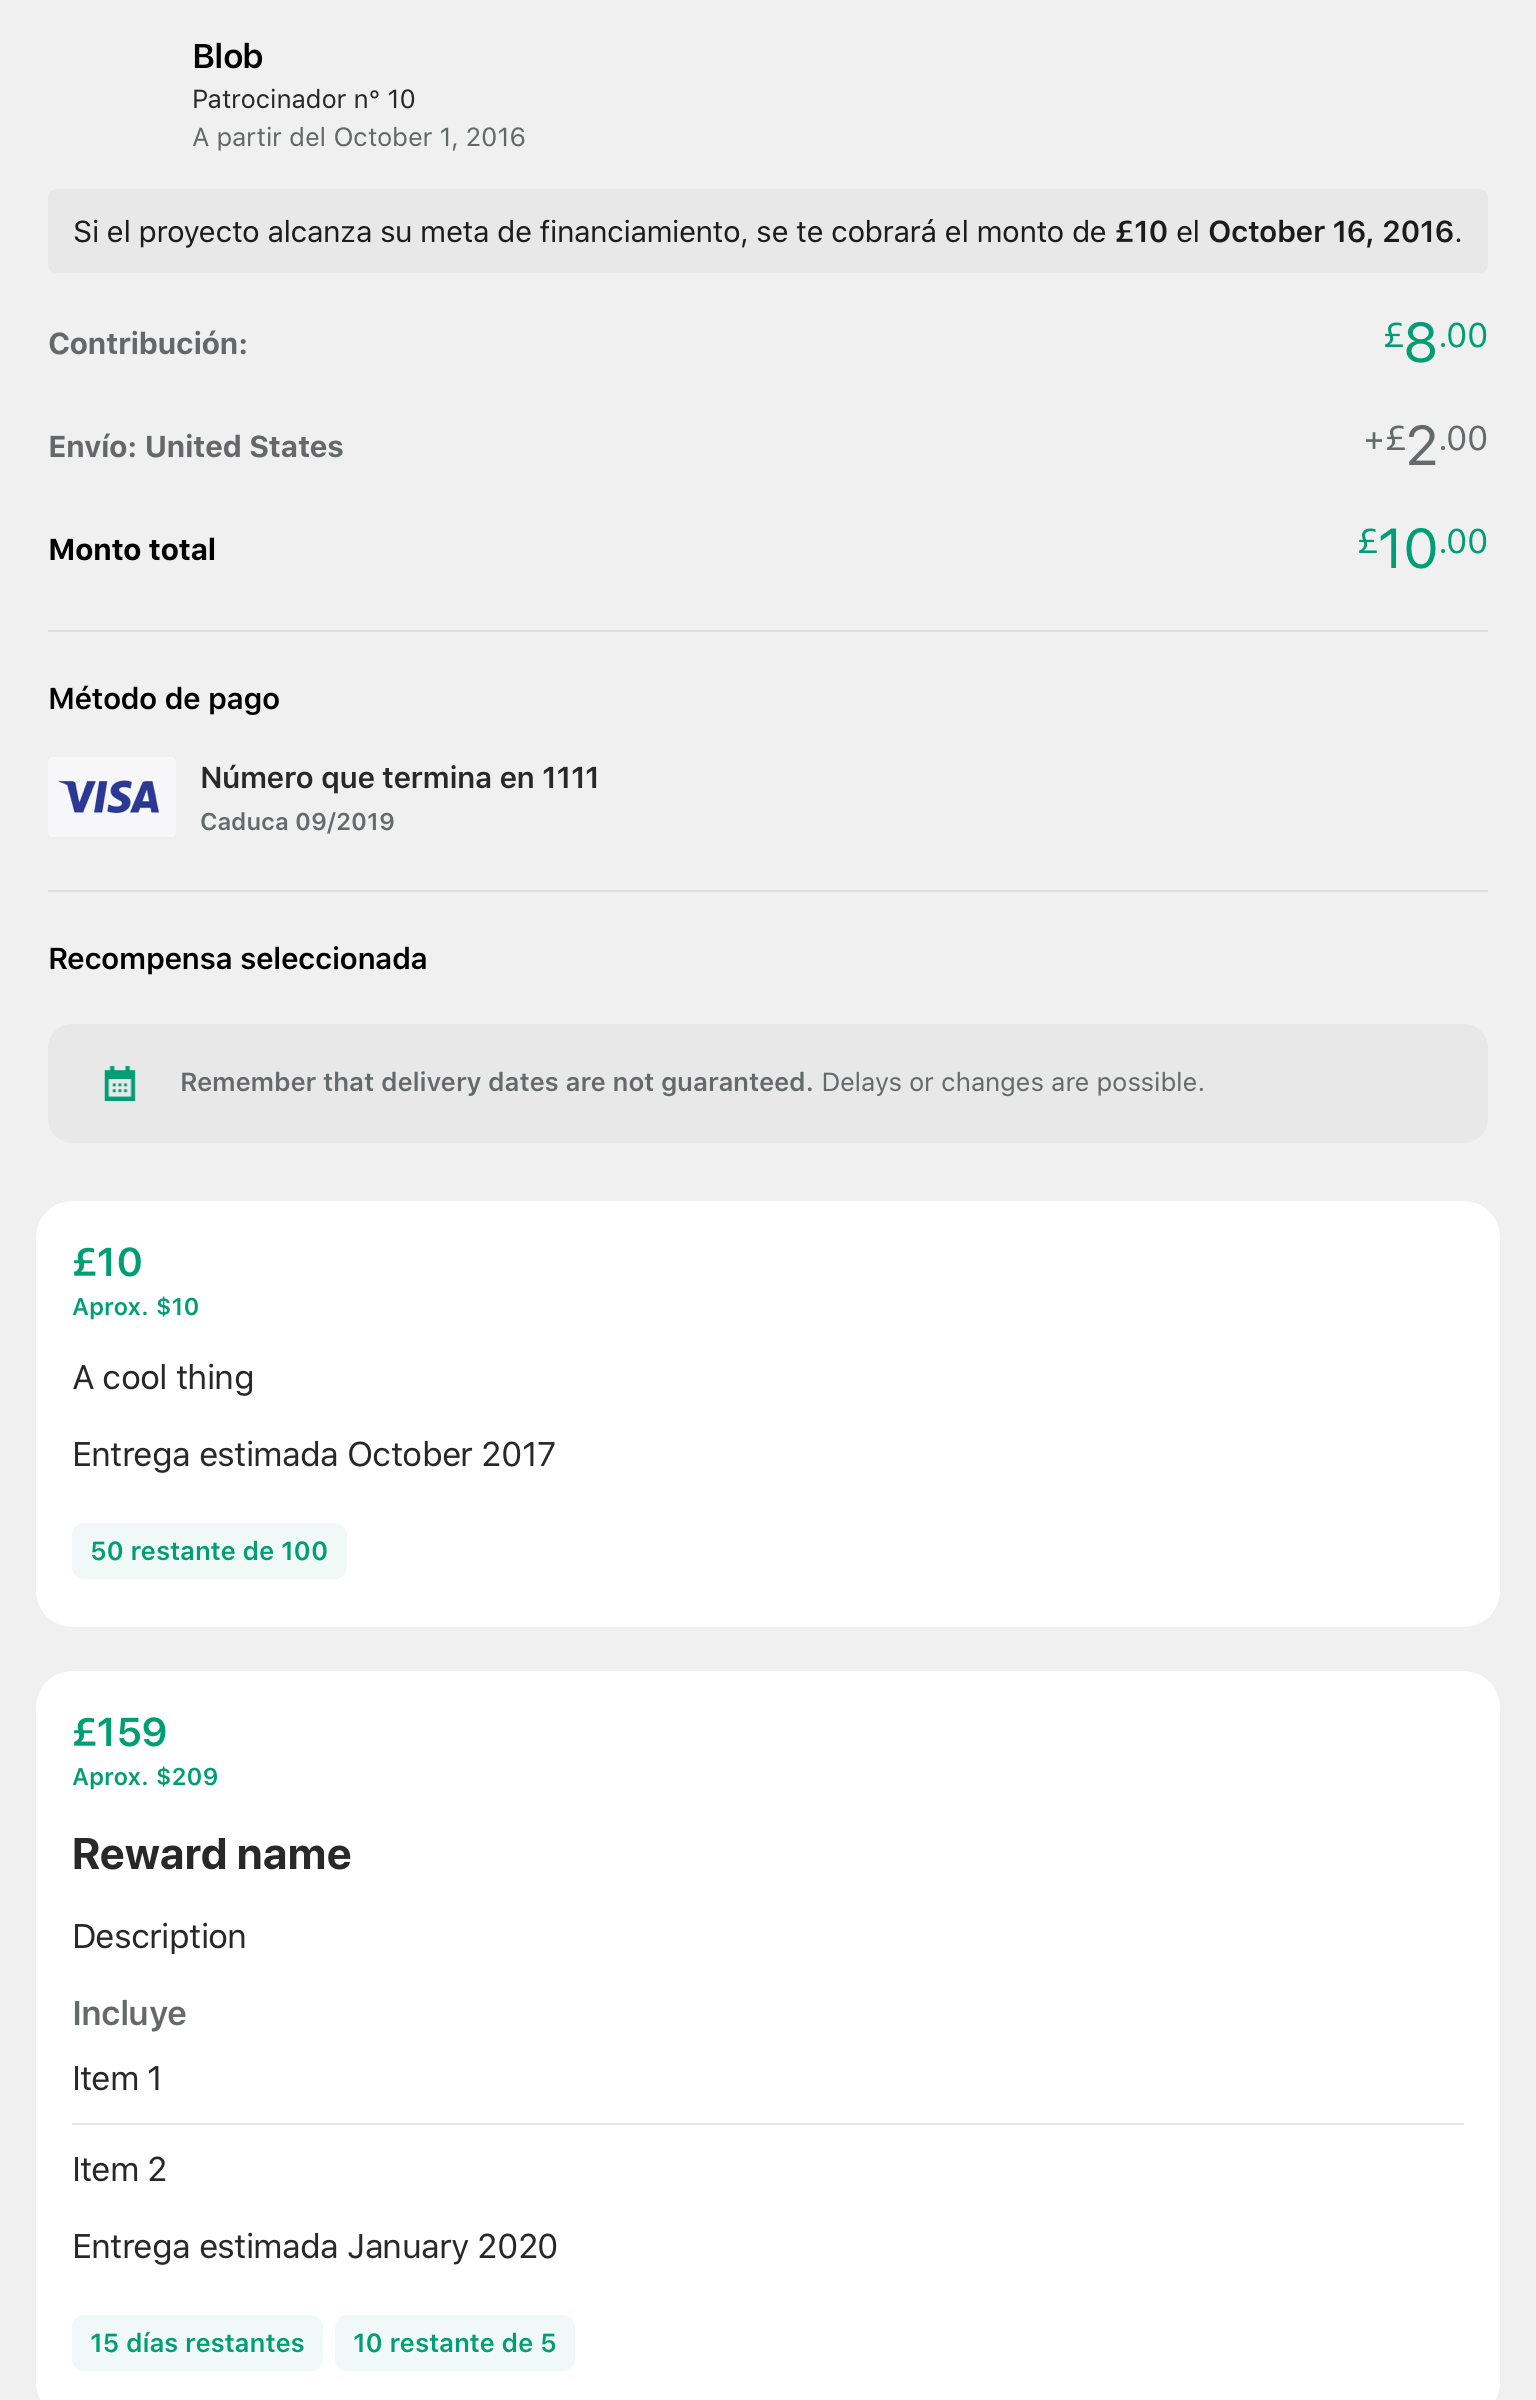 Blob
Patrocinador n° 10
A partir del October 1, 2016
Si el proyecto alcanza su meta de financiamiento, se te cobrará el monto de £10 el October 16, 2016.
Contribución: £8.00
Envío: United States +£2.00
Monto total £10.00
Método de pago
VISA
Número que termina en 1111
Caduca 09/2019
Recompensa seleccionada
Remember that delivery dates are not guaranteed. Delays or changes are possible.
£10
Aprox. $10
A cool thing
Entrega estimada October 2017
50 restante de 100
£159
Aprox. $209
Reward name
Description
Incluye
Item 1
Item 2
Entrega estimada January 2020
15 días restantes 10 restante de 5